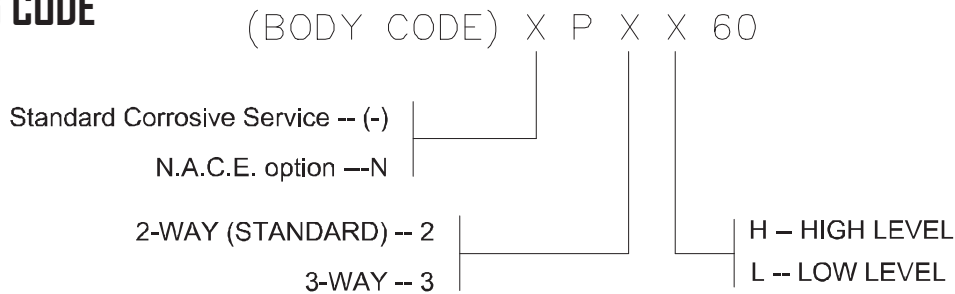 CODE
(BODY CODE) X P X X 60
Standard Corrosive Service -- (-)
N.A.C.E. option ---N
2-WAY (STANDARD) -- 2
3-WAY -- 3
H – HIGH LEVEL
L -- LOW LEVEL